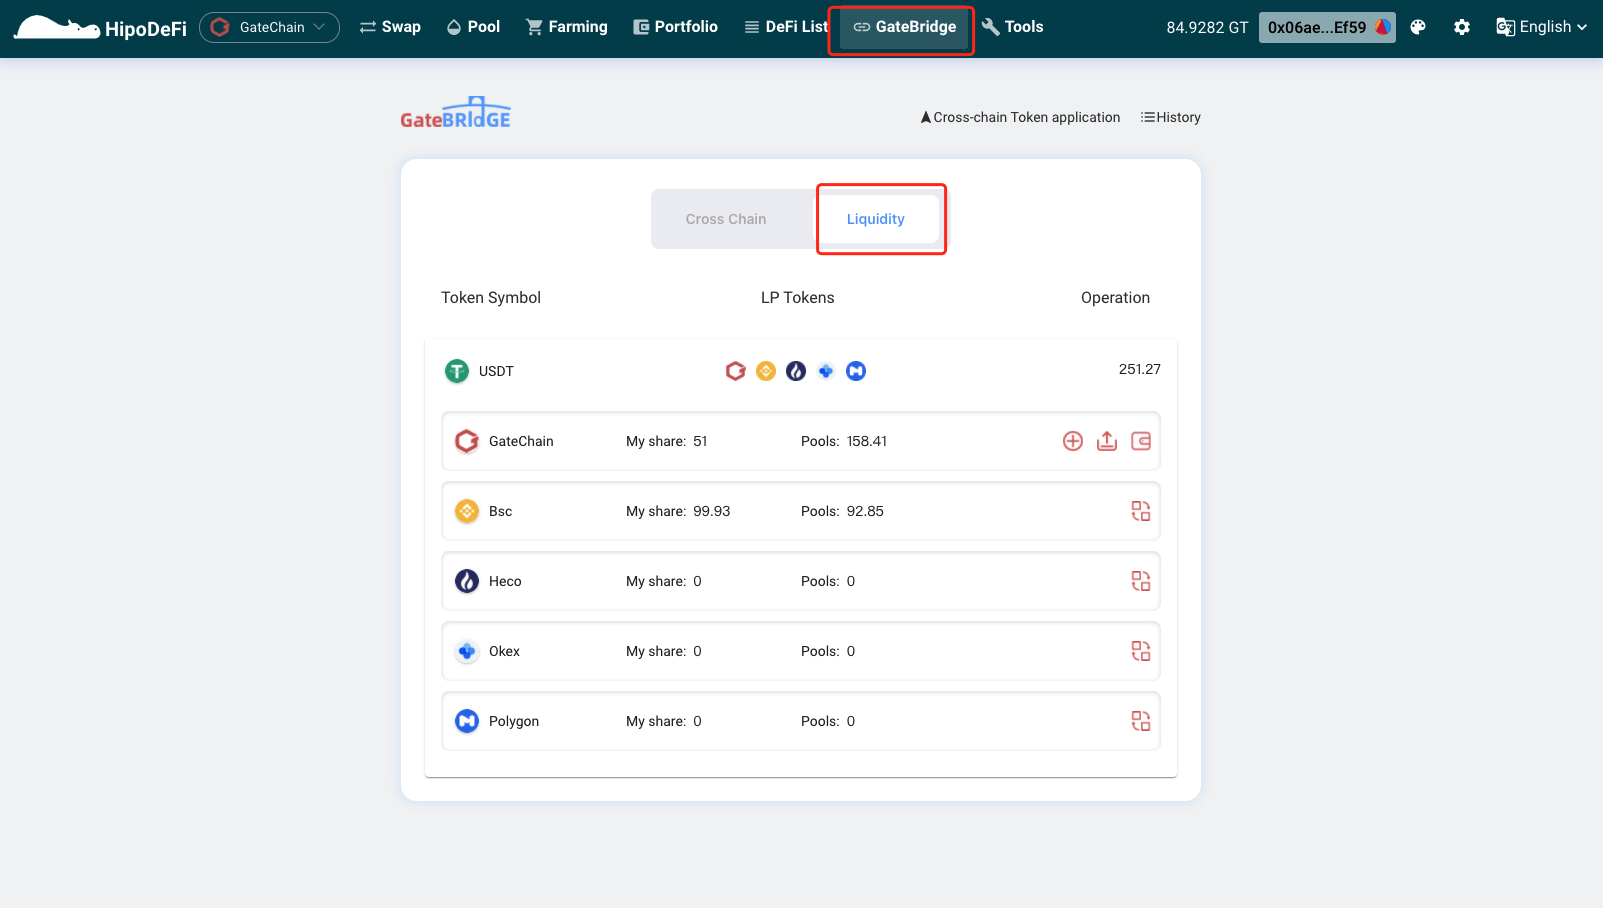 HipoDeFi GateChain Swap Pool Farming Portfolio DeFi List GateBridge Tools 84.9282 GT 0x06ae...Ef59 English
GateBRIdGE Cross-chain Token application History
Cross Chain Liquidity
Token Symbol LP Tokens Operation
USDT 251.27
GateChain My share: 51 Pools: 158.41
Bsc My share: 99.93 Pools: 92.85
Heco My share: 0 Pools: 0
Okex My share: 0 Pools: 0
Polygon My share: 0 Pools: 0